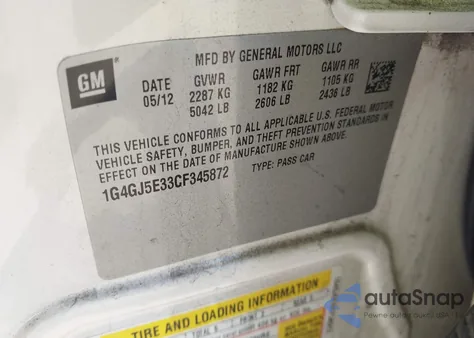 GM
MFD BY GENERAL MOTORS LLC
DATE GVWR GAWR FRT GAWR RR
05/12 2287 KG 1182 KG 1105 KG
5042 LB 2606 LB 2436 LB
THIS VEHICLE CONFORMS TO ALL APPLICABLE U.S. FEDERAL MOTOR
VEHICLE SAFETY, BUMPER, AND THEFT PREVENTION STANDARDS IN
EFFECT ON THE DATE OF MANUFACTURE SHOWN ABOVE.
1G4GJ5E33CF345872 TYPE: PASS CAR
TIRE AND LOADING INFORMATION
autoSnap